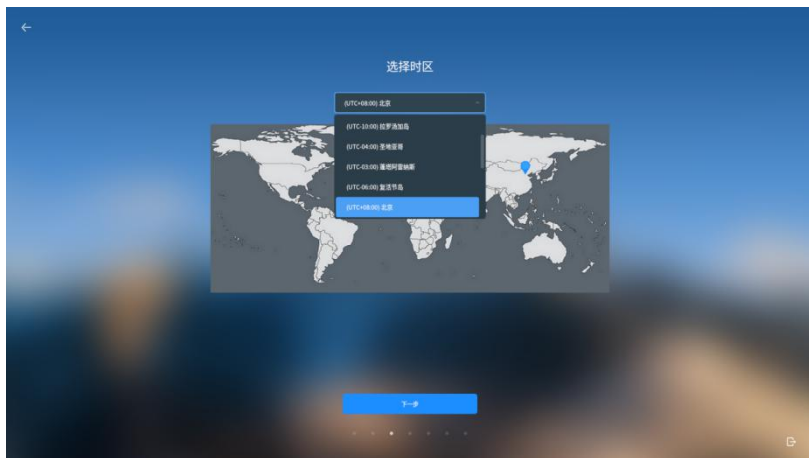 选择时区
(UTC+08:00) 北京
(UTC-10:00) 拉罗汤加岛
(UTC-04:00) 圣地亚哥
(UTC-03:00) 蓬塔阿雷纳斯
(UTC-06:00) 复活节岛
(UTC+08:00) 北京
下一步